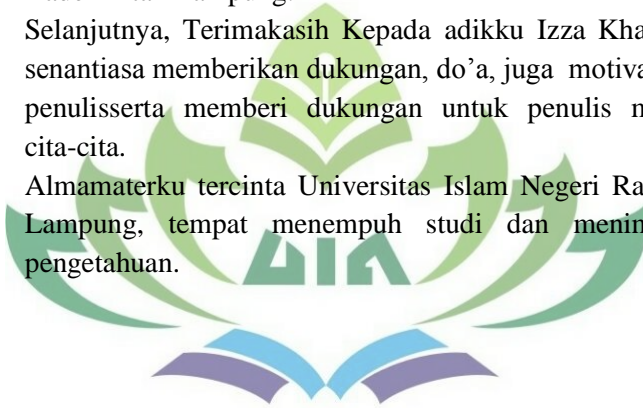 Selanjutnya, Terimakasih Kepada adikku Izza
senantiasa memberikan dukungan, do'a, juga
penulisserta memberi dukungan untuk penulis
cita-cita.
Almamaterku tercinta Universitas Islam Negeri
Lampung, tempat menempuh studi dan
pengetahuan.
UIN